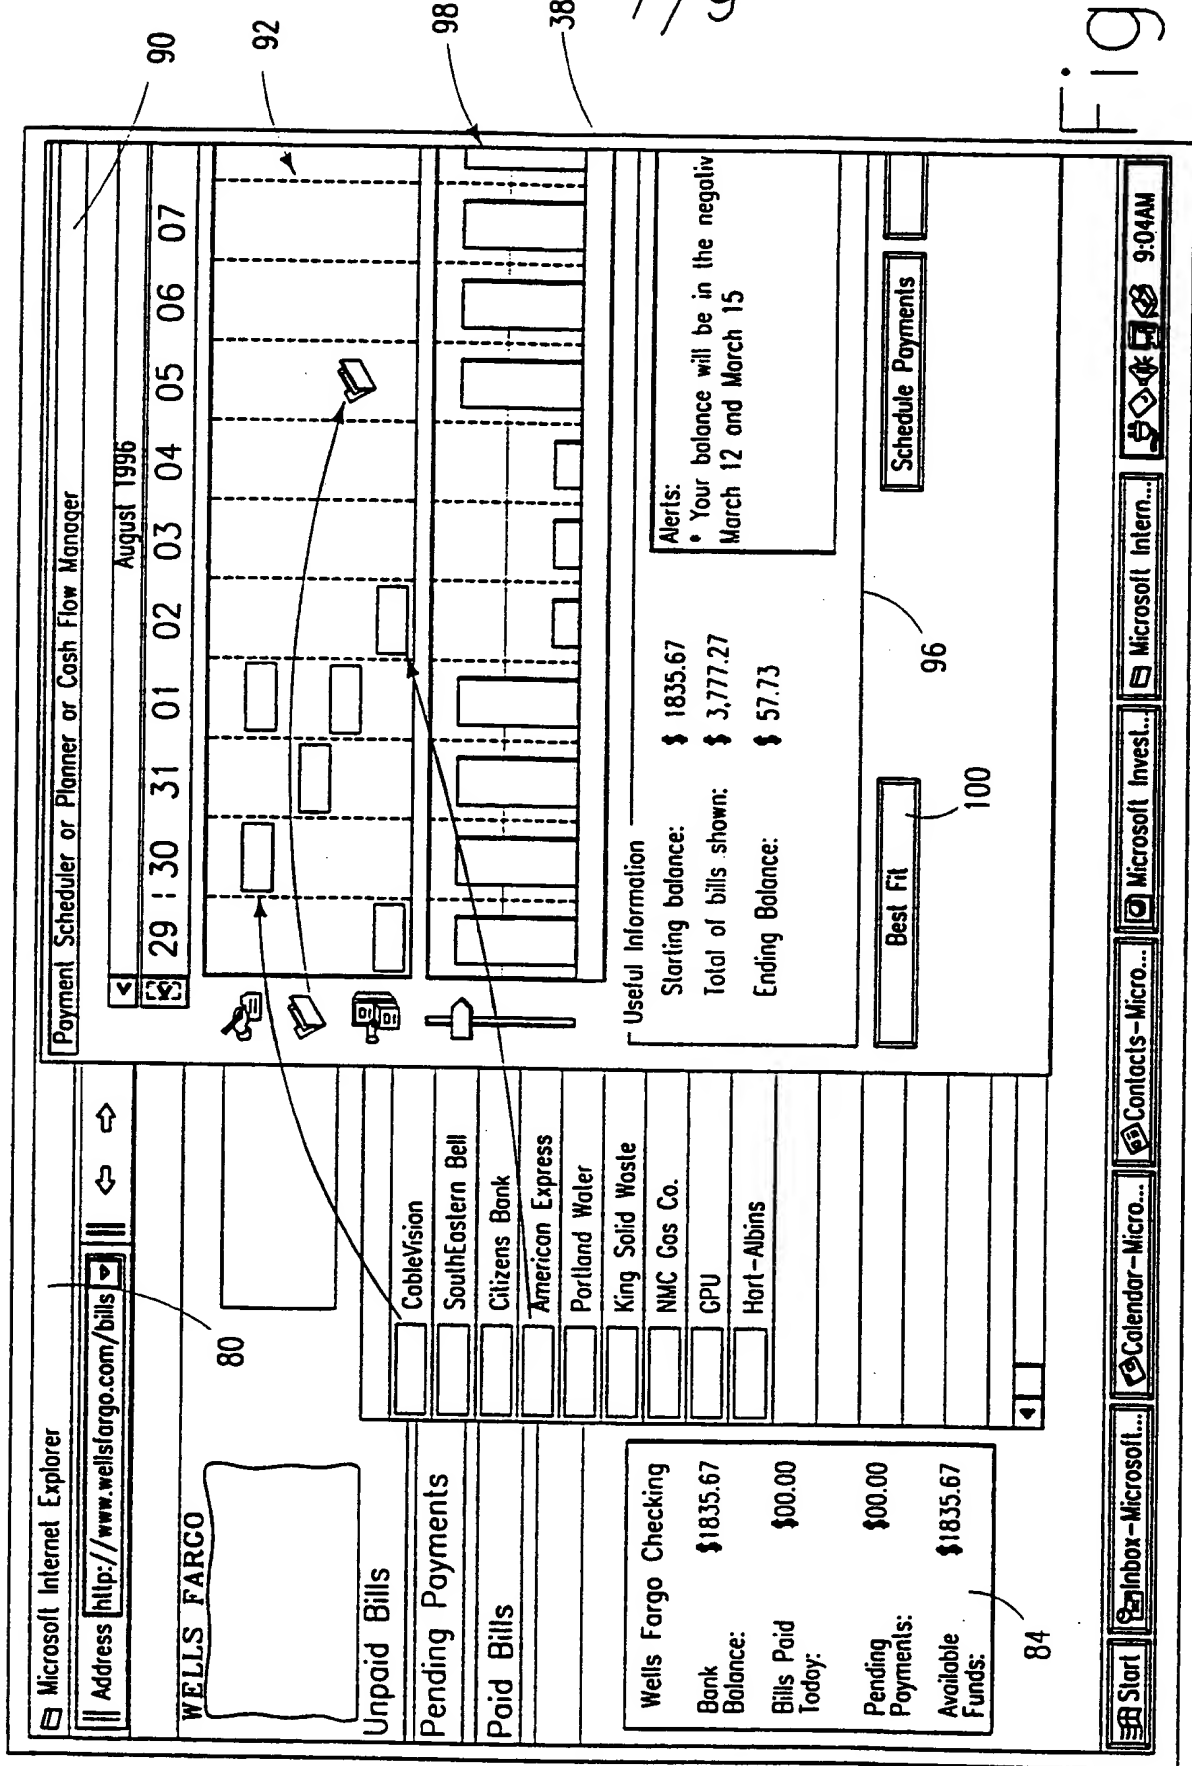 Microsoft Internet Explorer
Address http://www.wellsfargo.com/bills
WELLS FARGO
Unpaid Bills
Pending Payments
Paid Bills
CableVision
SouthEastern Bell
Citizens Bank
American Express
Portland Water
King Solid Waste
NMC Gas Co.
GPU
Hart-Albins
Wells Fargo Checking
Bank Balance: $1835.67
Bills Paid Today: $00.00
Pending Payments: $00.00
Available Funds: $1835.67
Payment Scheduler or Planner or Cash Flow Manager
August 1996
29 30 31 01 02 03 04 05 06 07
Useful Information
Starting balance: $ 1835.67
Total of bills shown: $ 3,777.27
Ending Balance: $ 57.73
Alerts:
* Your balance will be in the negativ
March 12 and March 15
Best Fit
Schedule Payments
Start
Inbox-Microsoft...
Calendar-Micro...
Contacts-Micro...
Microsoft Invest...
Microsoft Intern...
9:04AM
80
84
90
92
98
38
96
100
Fig